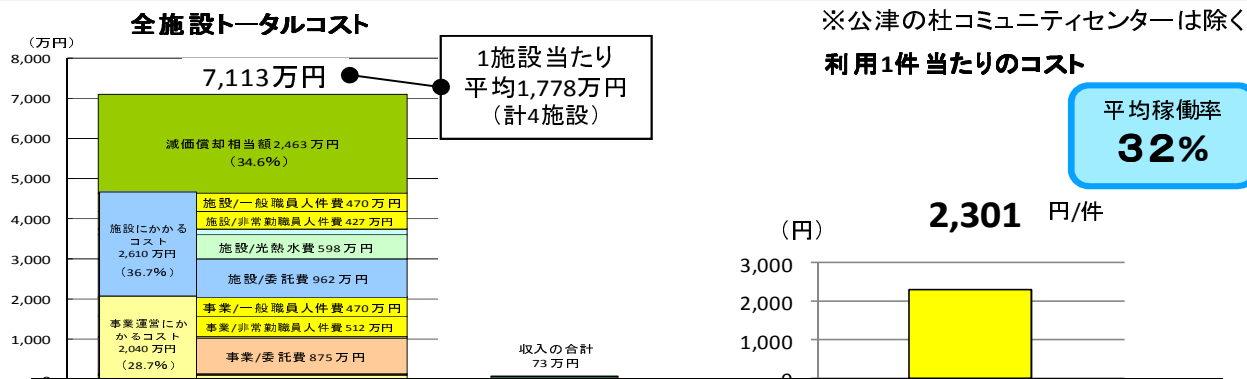 全施設トータルコスト
(万円)
8,000
7,000
6,000
5,000
4,000
3,000
2,000
1,000
0
7,113万円
1施設当たり
平均1,778万円
(計4施設)
減価償却相当額2,463万円
(34.6%)
施設にかかる
コスト
2,610万円
(36.7%)
施設/一般職員人件費470万円
施設/非常勤職員人件費427万円
施設/光熱水費598万円
施設/委託費962万円
事業運営にか
かるコスト
2,040万円
(28.7%)
事業/一般職員人件費470万円
事業/非常勤職員人件費512万円
事業/委託費875万円
収入の合計
73万円
※公津の杜コミュニティセンターは除く
利用1件当たりのコスト
平均稼働率
32%
2,301 円/件
(円)
3,000
2,000
1,000
0